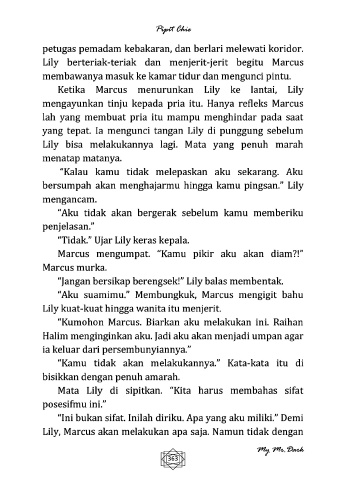 Pipit Chie
petugas pemadam kebakaran, dan berlari melewati koridor.
Lily berteriak-teriak dan menjerit-jerit begitu Marcus
membawanya masuk ke kamar tidur dan mengunci pintu.
Ketika Marcus menurunkan Lily ke lantai, Lily
mengayunkan tinju kepada pria itu. Hanya refleks Marcus
lah yang membuat pria itu mampu menghindar pada saat
yang tepat. Ia mengunci tangan Lily di punggung sebelum
Lily bisa melakukannya lagi. Mata yang penuh marah
menatap matanya.
“Kalau kamu tidak melepaskan aku sekarang. Aku
bersumpah akan menghajarmu hingga kamu pingsan.” Lily
mengancam.
“Aku tidak akan bergerak sebelum kamu memberiku
penjelasan.”
“Tidak.” Ujar Lily keras kepala.
Marcus mengumpat. “Kamu pikir aku akan diam?!”
Marcus murka.
“Jangan bersikap berengsek!” Lily balas membentak.
“Aku suamimu.” Membungkuk, Marcus mengigit bahu
Lily kuat-kuat hingga wanita itu menjerit.
“Kumohon Marcus. Biarkan aku melakukan ini. Raihan
Halim menginginkan aku. Jadi aku akan menjadi umpan agar
ia keluar dari persembunyiannya.”
“Kamu tidak akan melakukannya.” Kata-kata itu di
bisikkan dengan penuh amarah.
Mata Lily di sipitkan. “Kita harus membahas sifat
posesifmu ini.”
“Ini bukan sifat. Inilah diriku. Apa yang aku miliki.” Demi
Lily, Marcus akan melakukan apa saja. Namun tidak dengan
My Mr. Dark
363